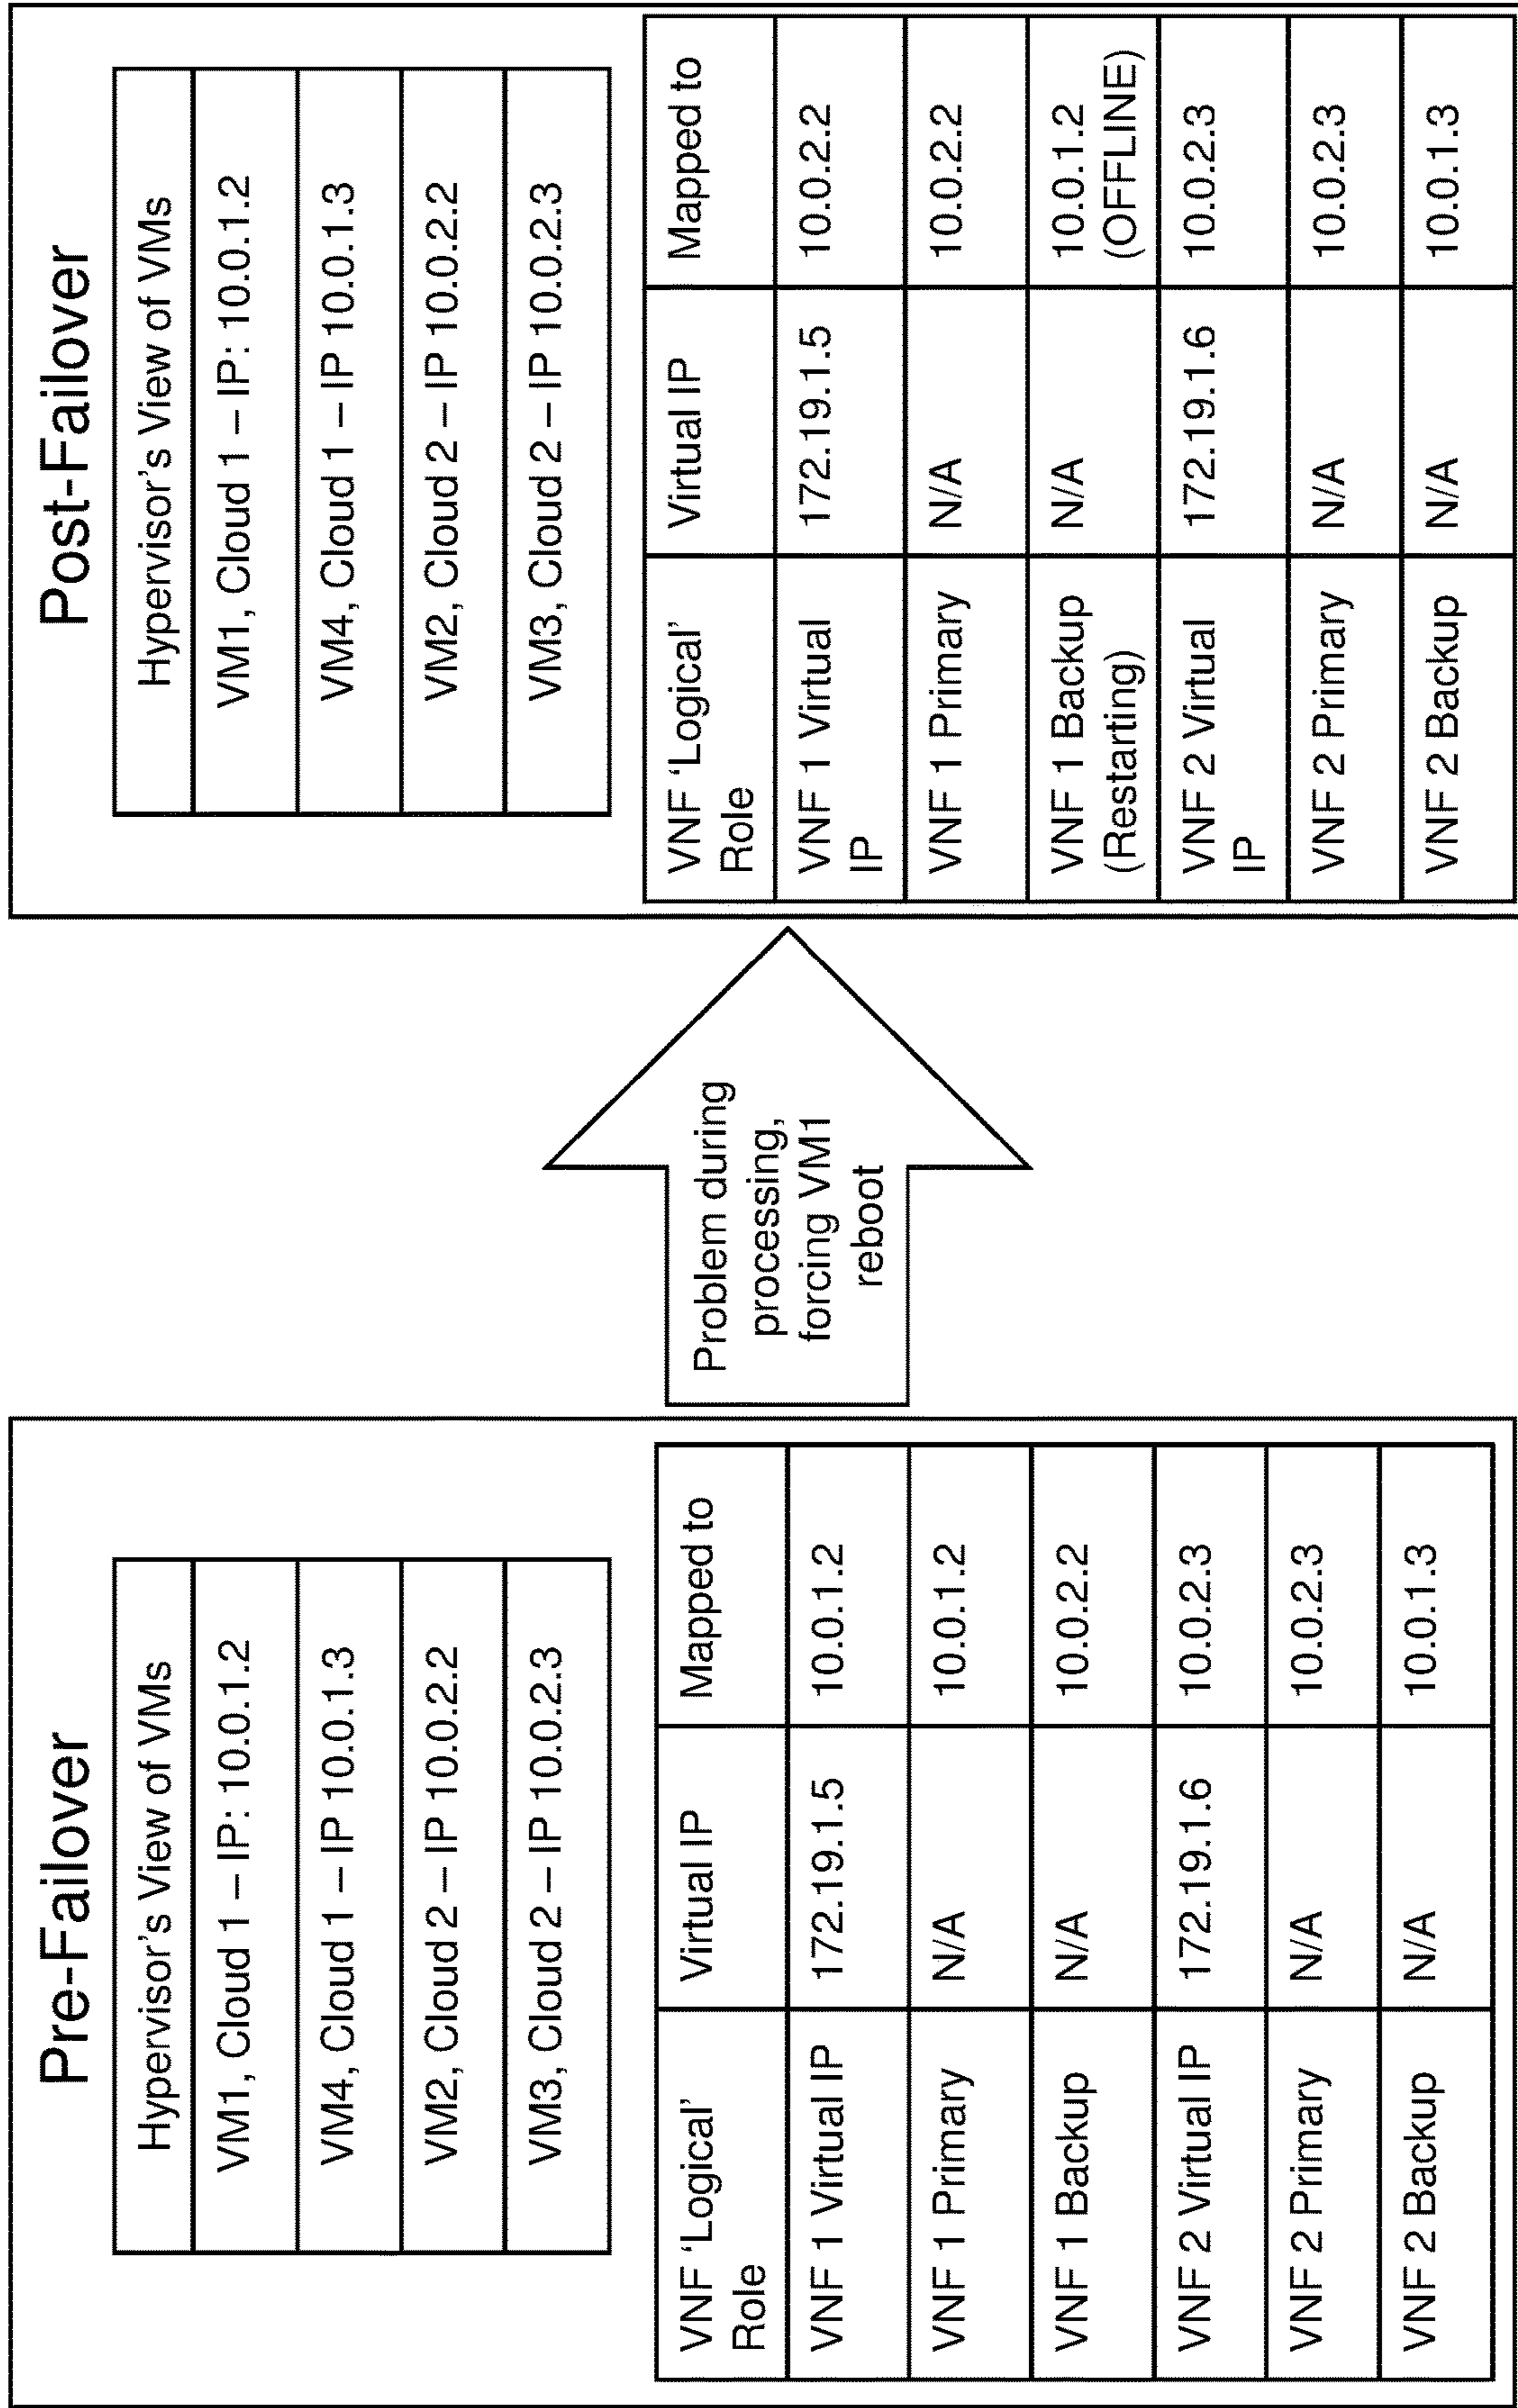 Pre-Failover
Hypervisor's View of VMs
VM1, Cloud 1 – IP: 10.0.1.2
VM4, Cloud 1 – IP 10.0.1.3
VM2, Cloud 2 – IP 10.0.2.2
VM3, Cloud 2 – IP 10.0.2.3
VNF ‘Logical’ Virtual IP Mapped to
Role
VNF 1 Virtual IP 172.19.1.5 10.0.1.2
VNF 1 Primary N/A 10.0.1.2
VNF 1 Backup N/A 10.0.2.2
VNF 2 Virtual IP 172.19.1.6 10.0.2.3
VNF 2 Primary N/A 10.0.2.3
VNF 2 Backup N/A 10.0.1.3
Problem during
processing,
forcing VM1
reboot
Post-Failover
Hypervisor's View of VMs
VM1, Cloud 1 – IP: 10.0.1.2
VM4, Cloud 1 – IP 10.0.1.3
VM2, Cloud 2 – IP 10.0.2.2
VM3, Cloud 2 – IP 10.0.2.3
VNF ‘Logical’ Virtual IP Mapped to
Role
VNF 1 Virtual 172.19.1.5 10.0.2.2
IP
VNF 1 Primary N/A 10.0.2.2
VNF 1 Backup N/A 10.0.1.2
(Restarting) (OFFLINE)
VNF 2 Virtual 172.19.1.6 10.0.2.3
IP
VNF 2 Primary N/A 10.0.2.3
VNF 2 Backup N/A 10.0.1.3